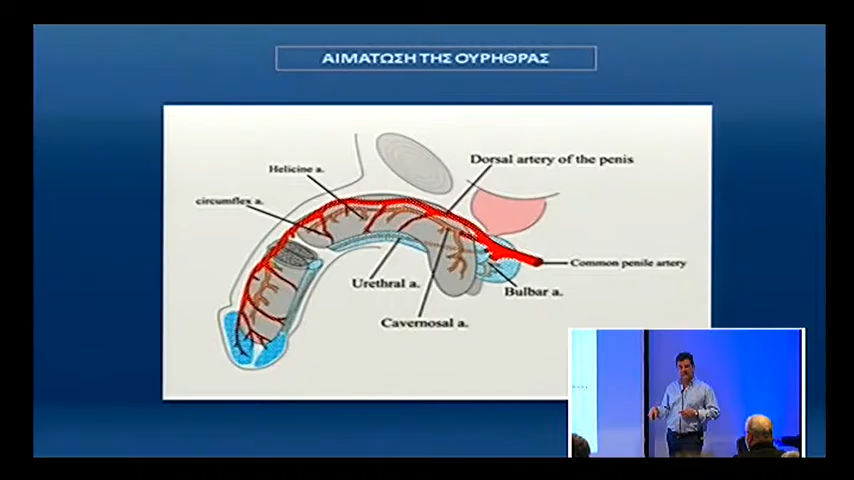 ΑΙΜΑΤΩΣΗ ΤΗΣ ΟΥΡΗΘΡΑΣ
Dorsal artery of the penis
Helicine a.
circumflex a.
Common penile artery
Urethral a.
Bulbar a.
Cavernosal a.